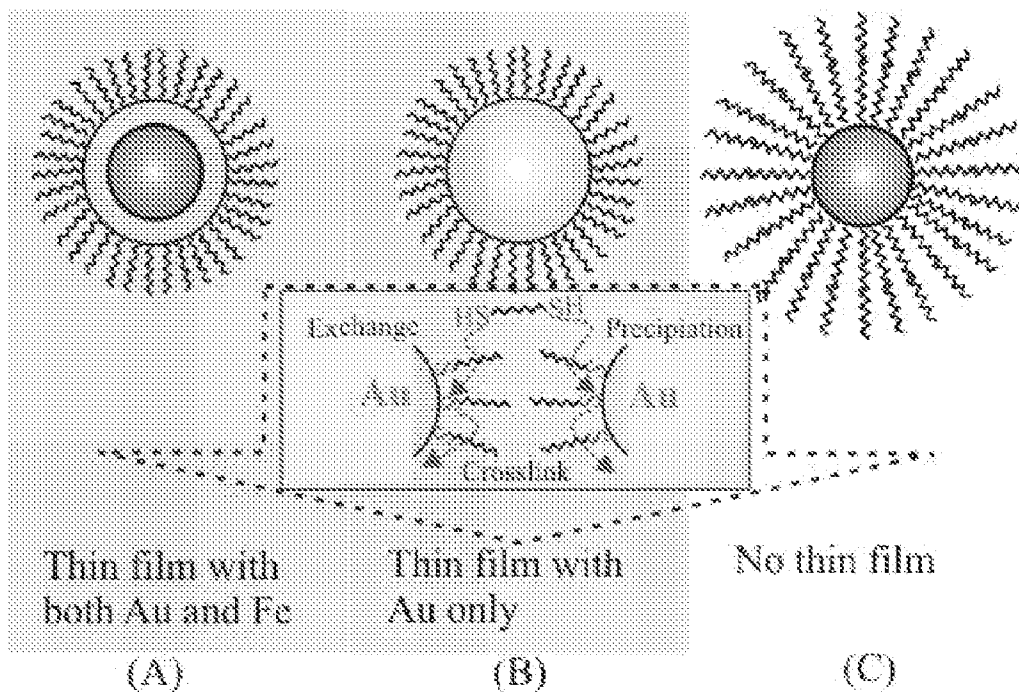 HS
SH
Exchange
Precipiation
Au
Au
Crosslink
Thin film with
both Au and Fe
Thin film with
Au only
No thin film
(A)
(B)
(C)